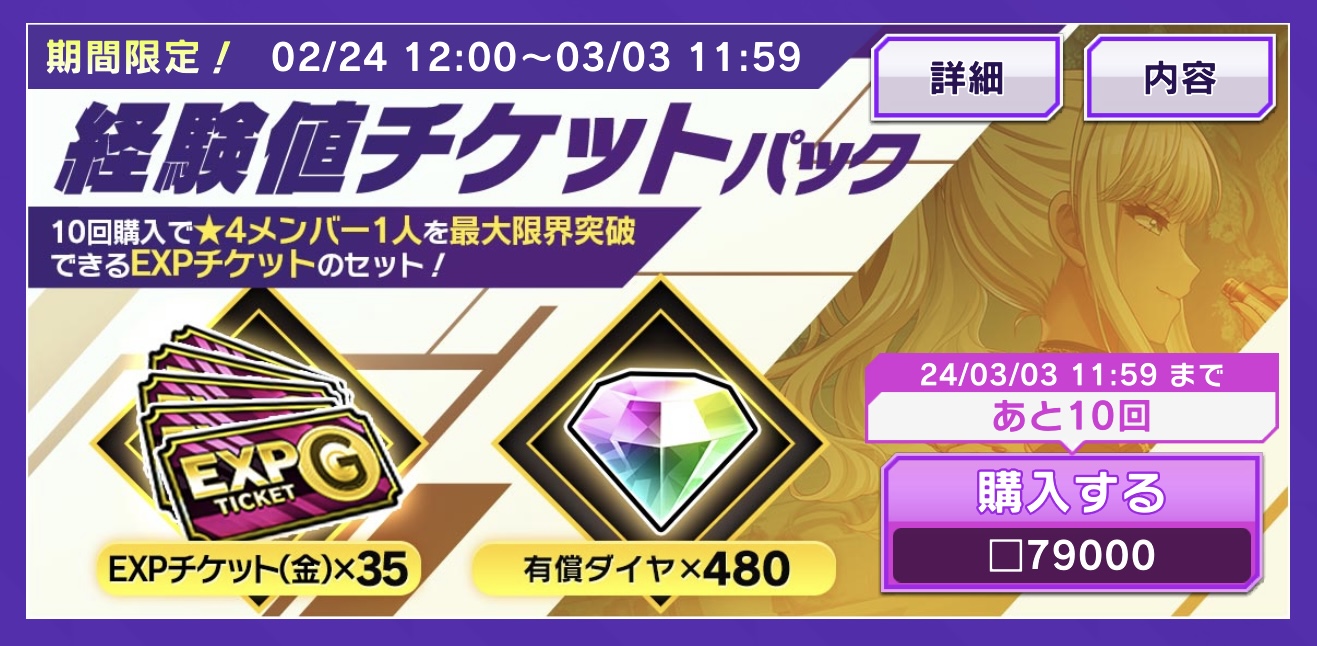 期間限定! 02/24 12:00～03/03 11:59
詳細
内容
経験値チケットパック
10回購入で★4メンバー1人を最大限界突破
できるEXPチケットのセット!
EXP G
TICKET
EXPチケット(金)×35
有償ダイヤ×480
24/03/03 11:59 まで
あと10回
購入する
□79000